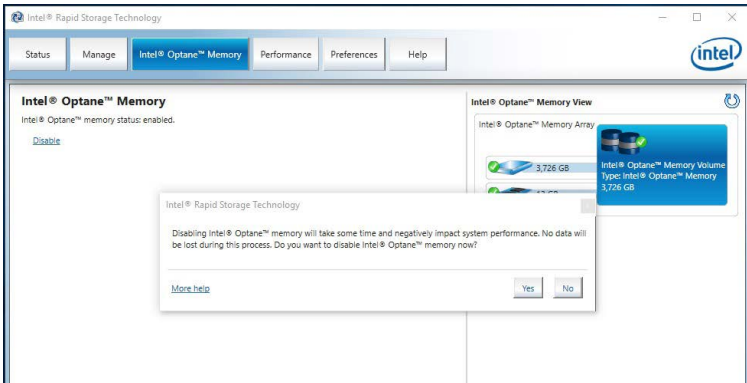 Intel® Rapid Storage Technology
Status
Manage
Intel® Optane™ Memory
Performance
Preferences
Help
intel
Intel® Optane™ Memory
Intel® Optane™ memory status: enabled.
Disable
Intel® Optane™ Memory View
Intel® Optane™ Memory Array
3,726 GB
Intel® Optane™ Memory Volume
Type: Intel® Optane™ Memory
3,726 GB
Intel® Rapid Storage Technology
Disabling Intel® Optane™ memory will take some time and negatively impact system performance. No data will
be lost during this process. Do you want to disable Intel® Optane™ memory now?
More help
Yes
No